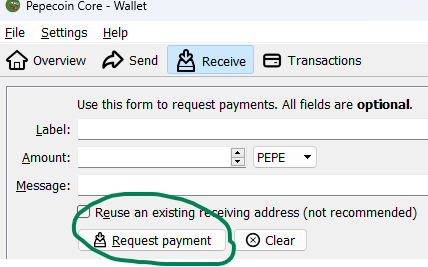 Pepecoin Core - Wallet
File Settings Help
Overview Send Receive Transactions
Use this form to request payments. All fields are optional.
Label:
Amount: PEPE
Message:
Reuse an existing receiving address (not recommended)
Request payment Clear